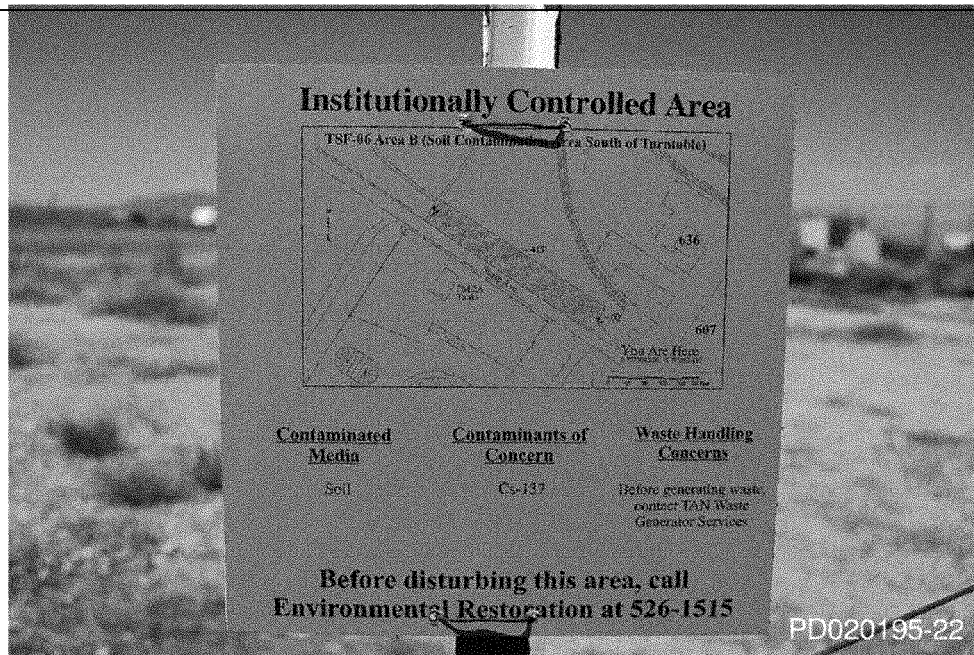 Institutionally Controlled Area
TSF-06 Area B (Soil Contamination Area South of Turntable)
636
607
You Are Here
Contaminated
Media
Contaminants of
Concern
Waste Handling
Concerns
Soil
Cs-137
Before generating waste,
contact TAN Waste
Generator Services
Before disturbing this area, call
Environmental Restoration at 526-1515
PD020195-22